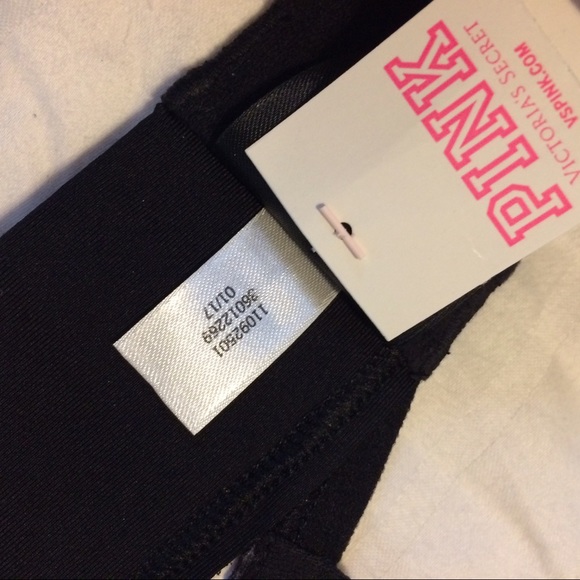 PINK
VICTORIA'S SECRET
VSPINK.COM
11092501
36012269
01/17